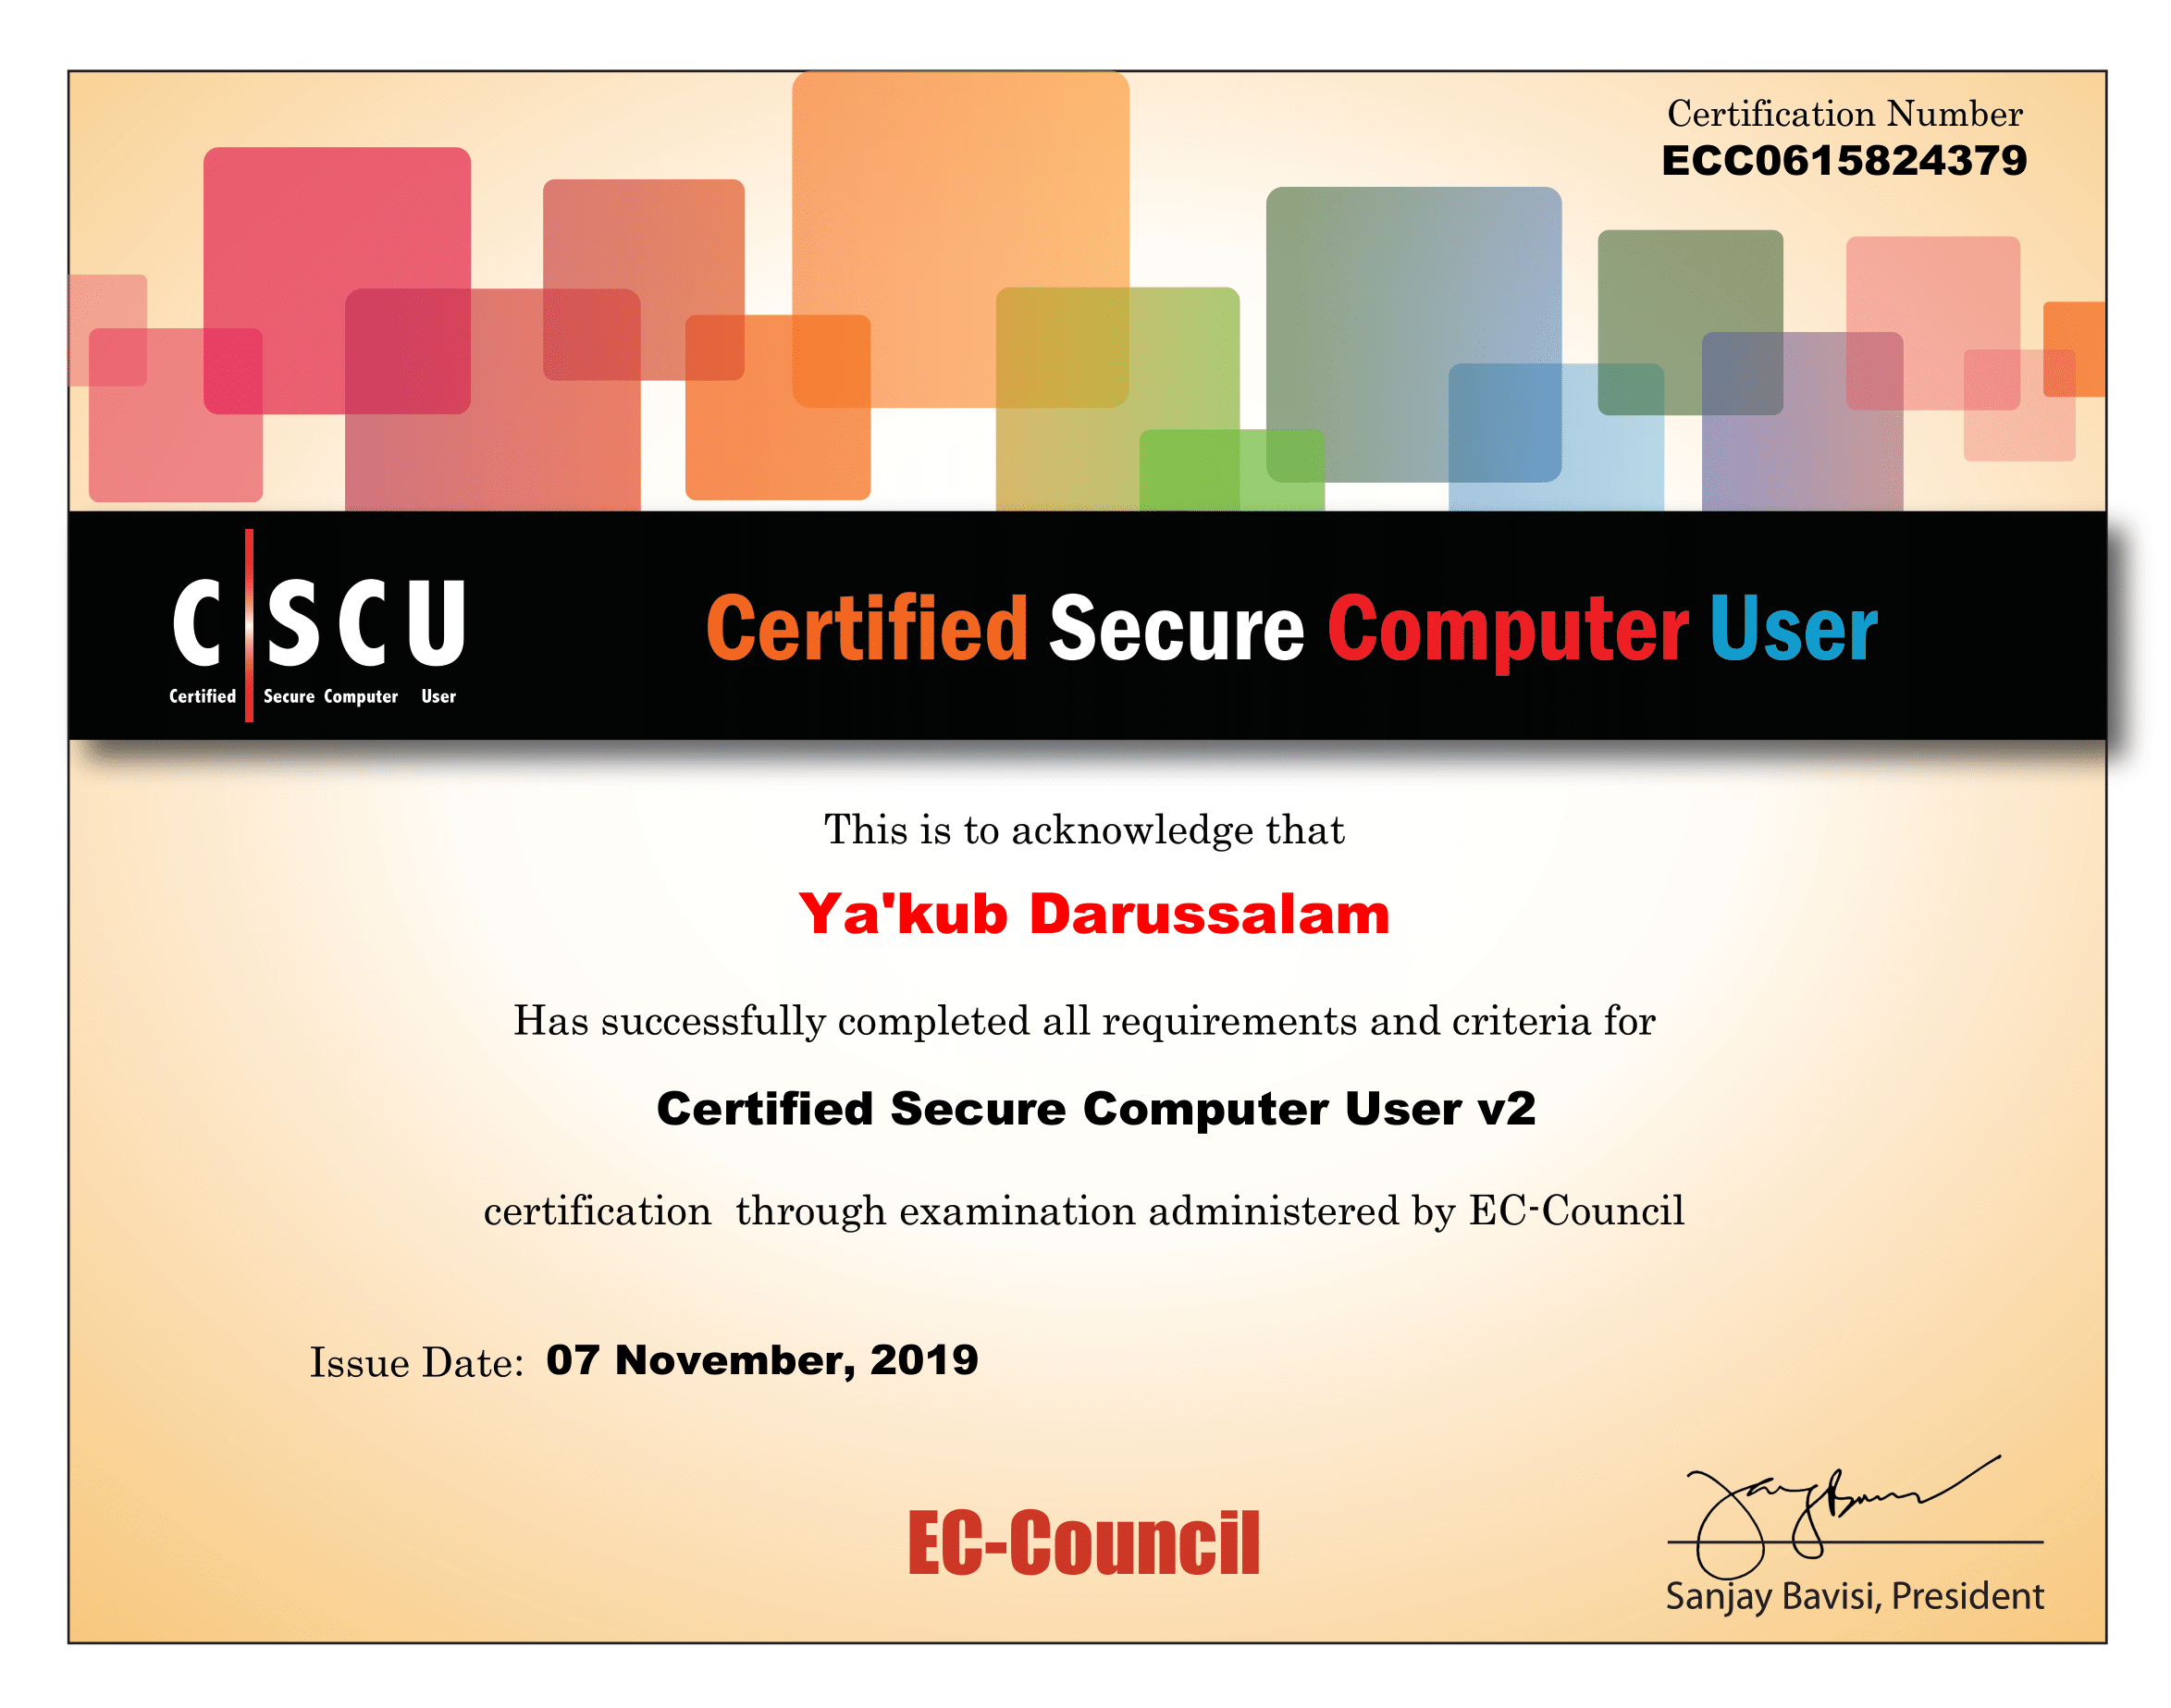 Certification Number
ECC0615824379
C SCU
Certified Secure Computer User
Certified Secure Computer User
This is to acknowledge that
Ya'kub Darussalam
Has successfully completed all requirements and criteria for
Certified Secure Computer User v2
certification through examination administered by EC-Council
Issue Date: 07 November, 2019
EC-Council
Sanjay Bavisi, President